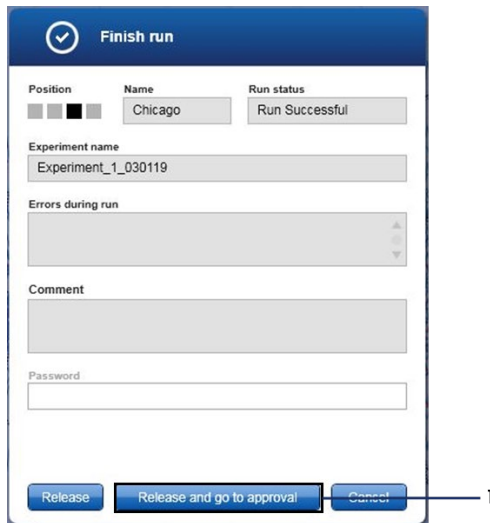 Finish run
Position Name Run status
Chicago Run Successful
Experiment name
Experiment_1_030119
Errors during run
Comment
Password
Release Release and go to approval Cancel 1